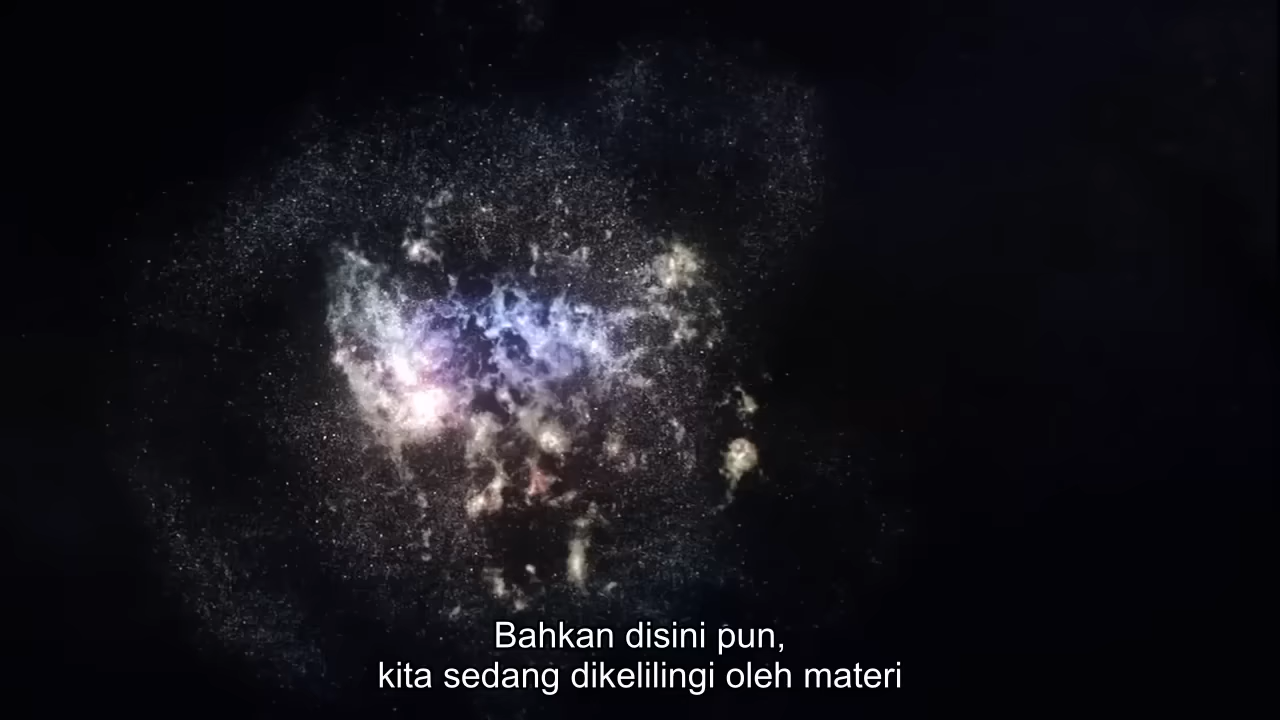 Bahkan disini pun,
kita sedang dikelilingi oleh materi